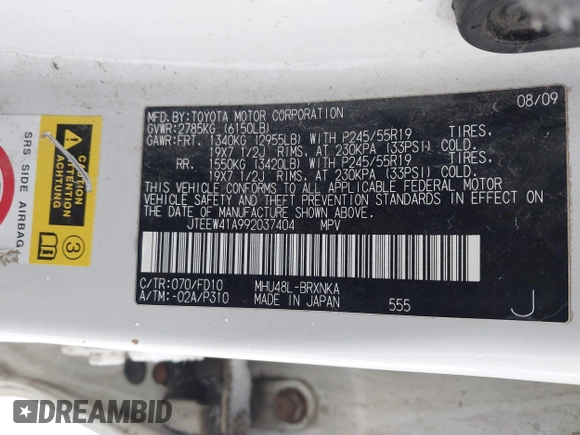 08/09
MFD.BY:TOYOTA MOTOR CORPORATION
GVWR:2785KG (6150LB)
GAWR:FRT. 1340KG (2955LB) WITH P245/55R19 TIRES.
19X7 1/2J RIMS. AT 230KPA (33PSI) COLD.
RR. 1550KG (3420LB) WITH P245/55R19 TIRES.
19X7 1/2J RIMS. AT 230KPA (33PSI) COLD.
THIS VEHICLE CONFORMS TO ALL APPLICABLE FEDERAL MOTOR
VEHICLE SAFETY AND THEFT PREVENTION STANDARDS IN EFFECT ON
THE DATE OF MANUFACTURE SHOWN ABOVE.
JTEEW41A992037404 MPV
C/TR:070/FD10 MHU48L-BRXNKA
A/TM:-02A/P310 MADE IN JAPAN 555 J
SRS SIDE AIRBAG
CAUTION
ATTENTION
ACHTUNG
3
DREAMBID